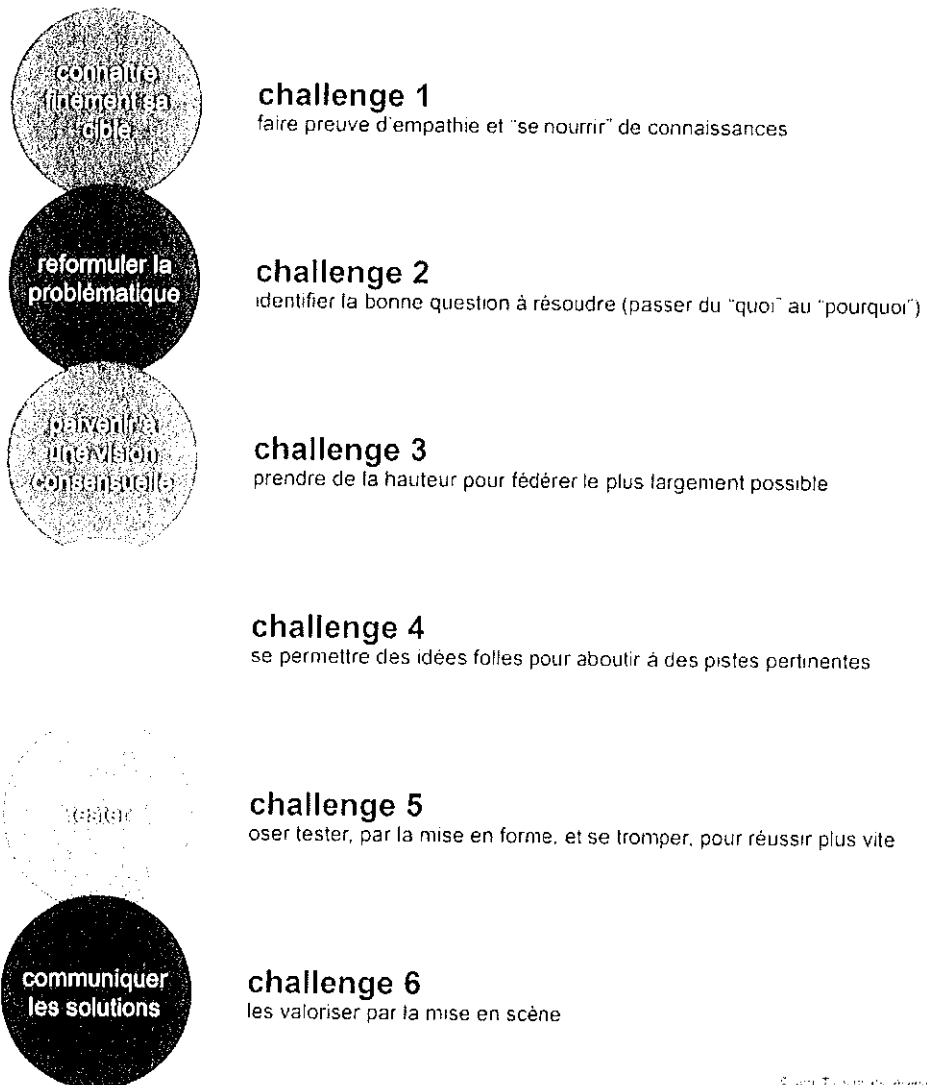 connaître
finement sa
cible
challenge 1
faire preuve d'empathie et "se nourrir" de connaissances
reformuler la
problématique
challenge 2
identifier la bonne question à résoudre (passer du "quoi" au "pourquoi")
parvenir à
une vision
consensuelle
challenge 3
prendre de la hauteur pour fédérer le plus largement possible
challenge 4
se permettre des idées folles pour aboutir à des pistes pertinentes
tester
challenge 5
oser tester, par la mise en forme, et se tromper, pour réussir plus vite
communiquer
les solutions
challenge 6
les valoriser par la mise en scène